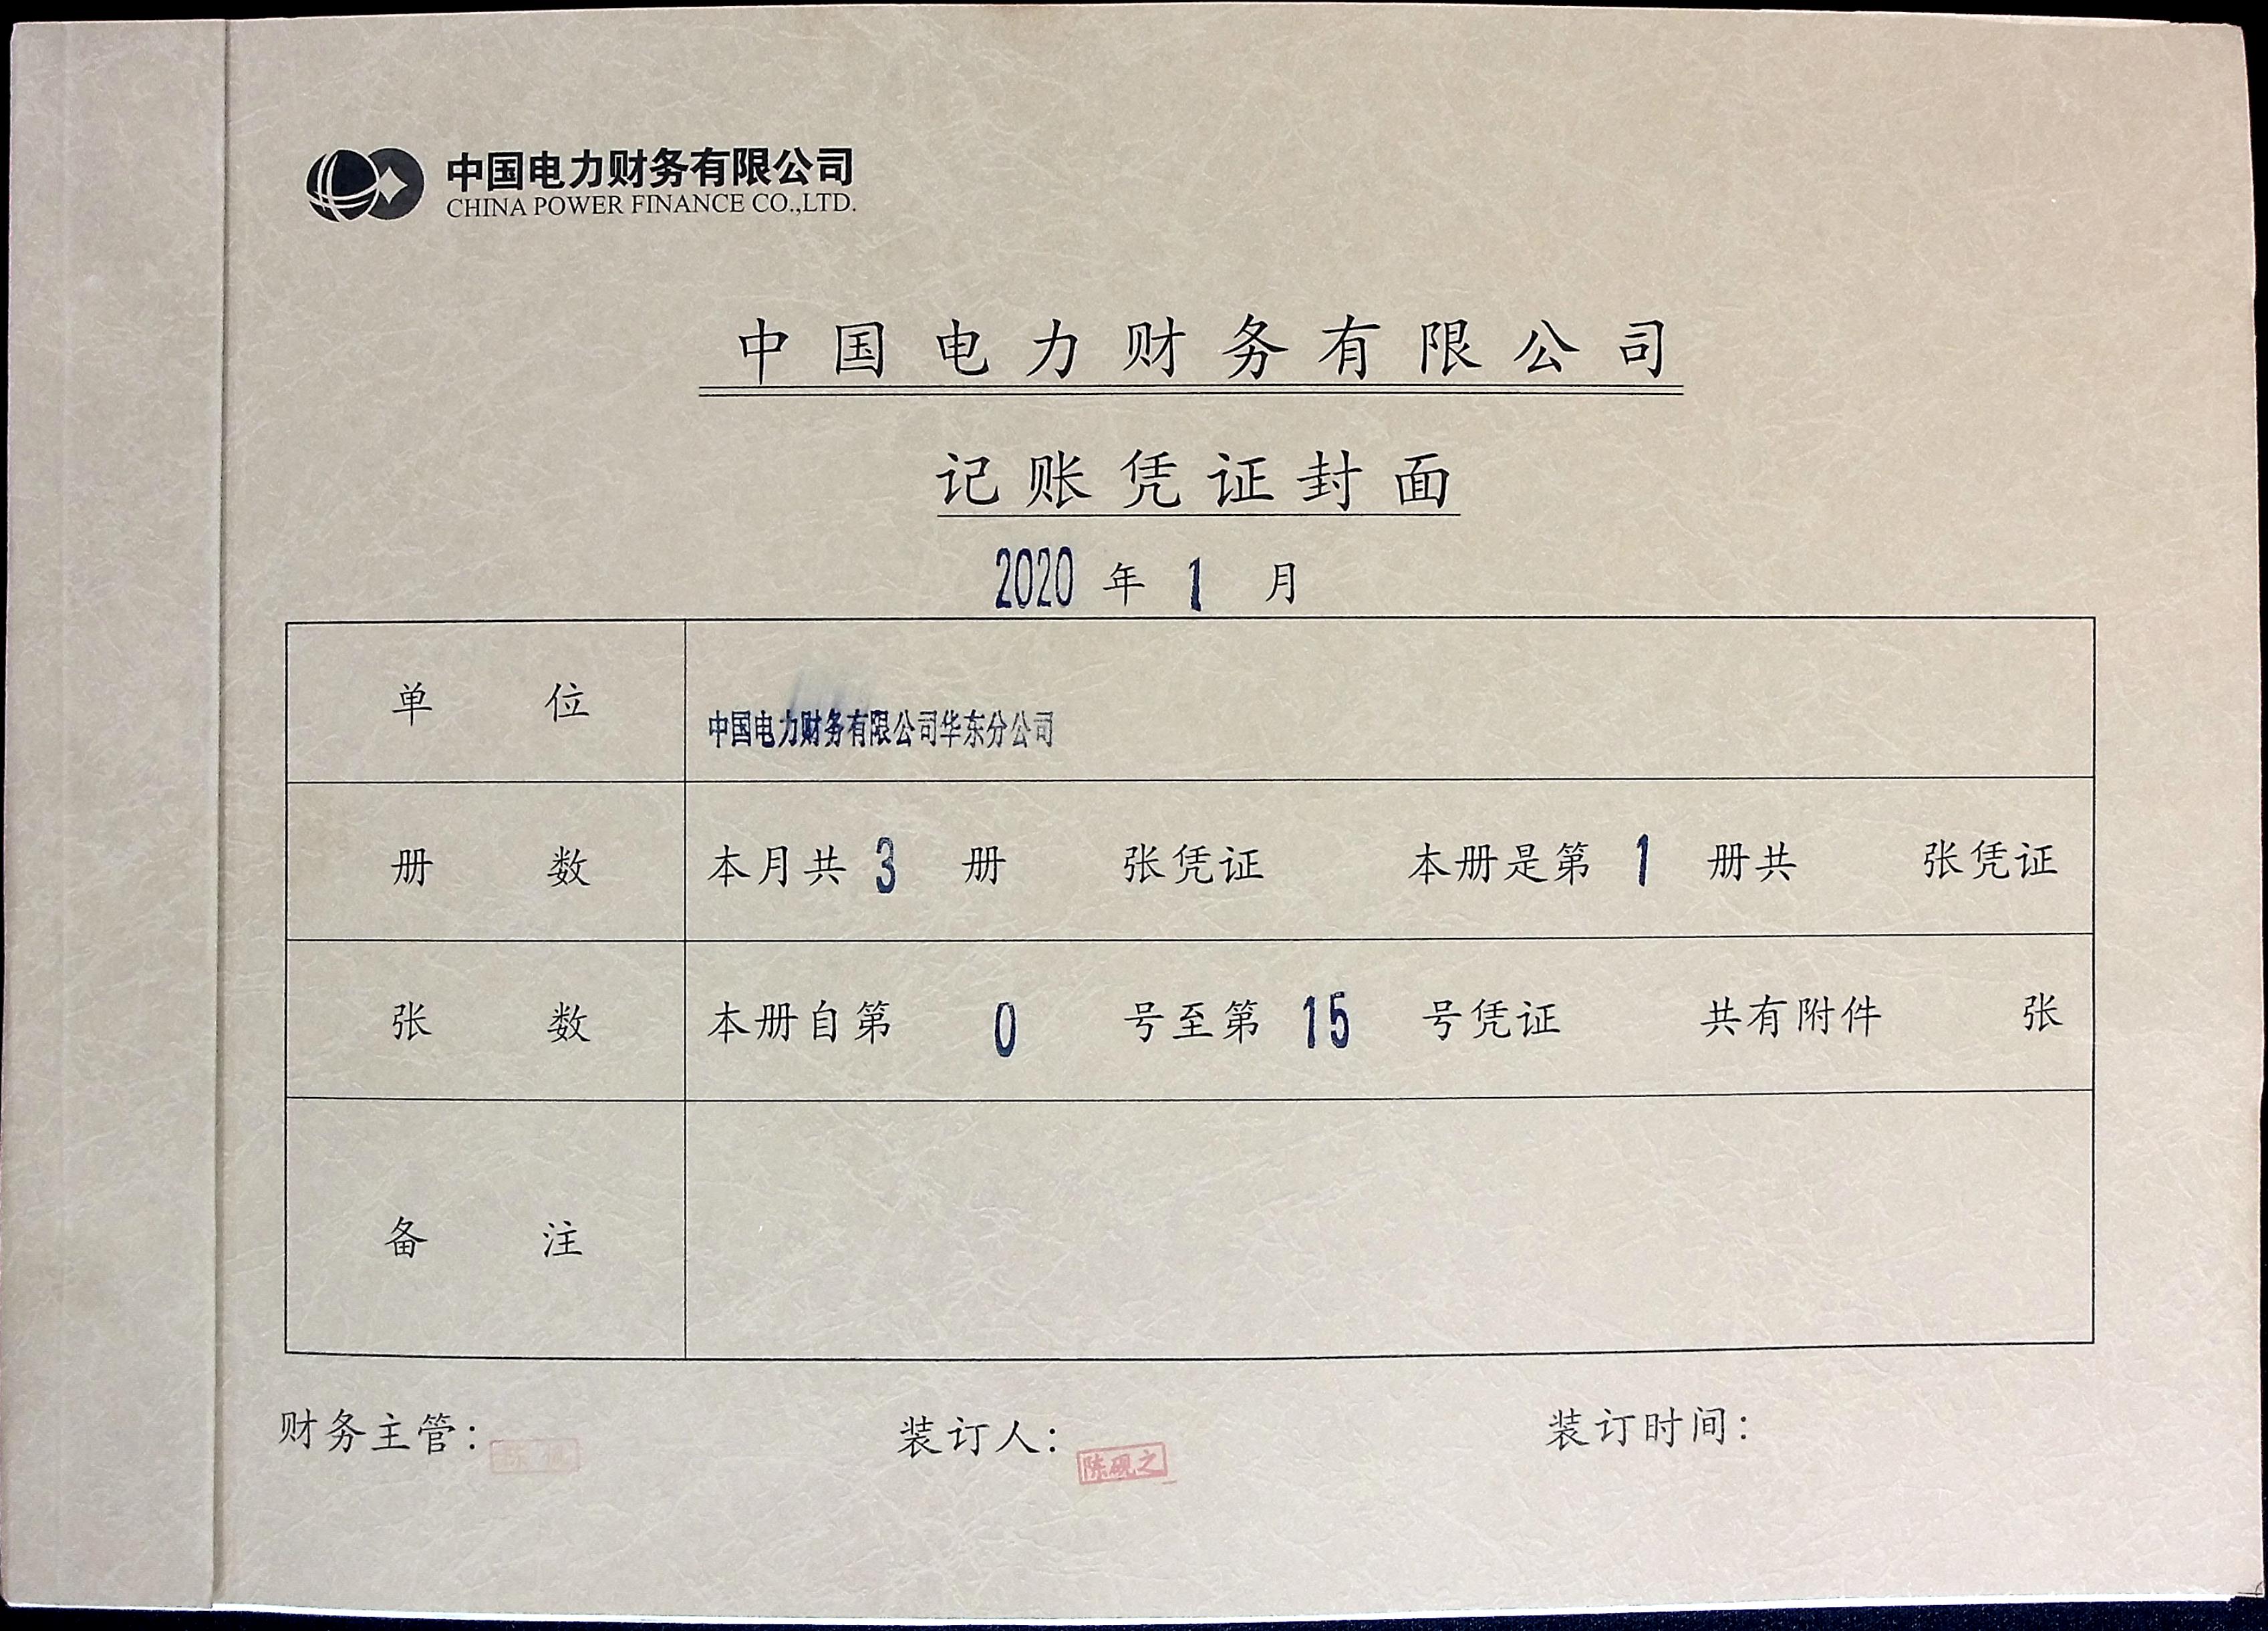 中国电力财务有限公司
CHINA POWER FINANCE CO.,LTD.
中国电力财务有限公司
记账凭证封面
2020 年 1 月
单位 中国电力财务有限公司华东分公司
册数 本月共 3 册 张凭证 本册是第 1 册共 张凭证
张数 本册自第 0 号至第 15 号凭证 共有附件 张
备注
财务主管: 装订人: 陈砚之 装订时间: